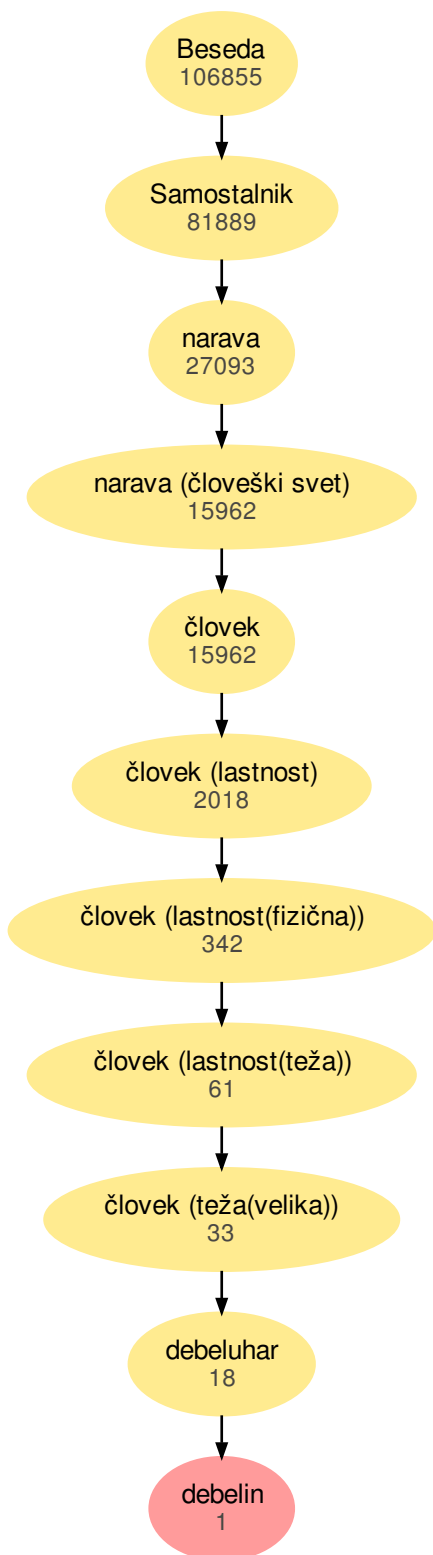 Beseda
106855
Samostalnik
81889
narava
27093
narava (človeški svet)
15962
človek
15962
človek (lastnost)
2018
človek (lastnost(fizična))
342
človek (lastnost(teža))
61
človek (teža(velika))
33
debeluhar
18
debelin
1